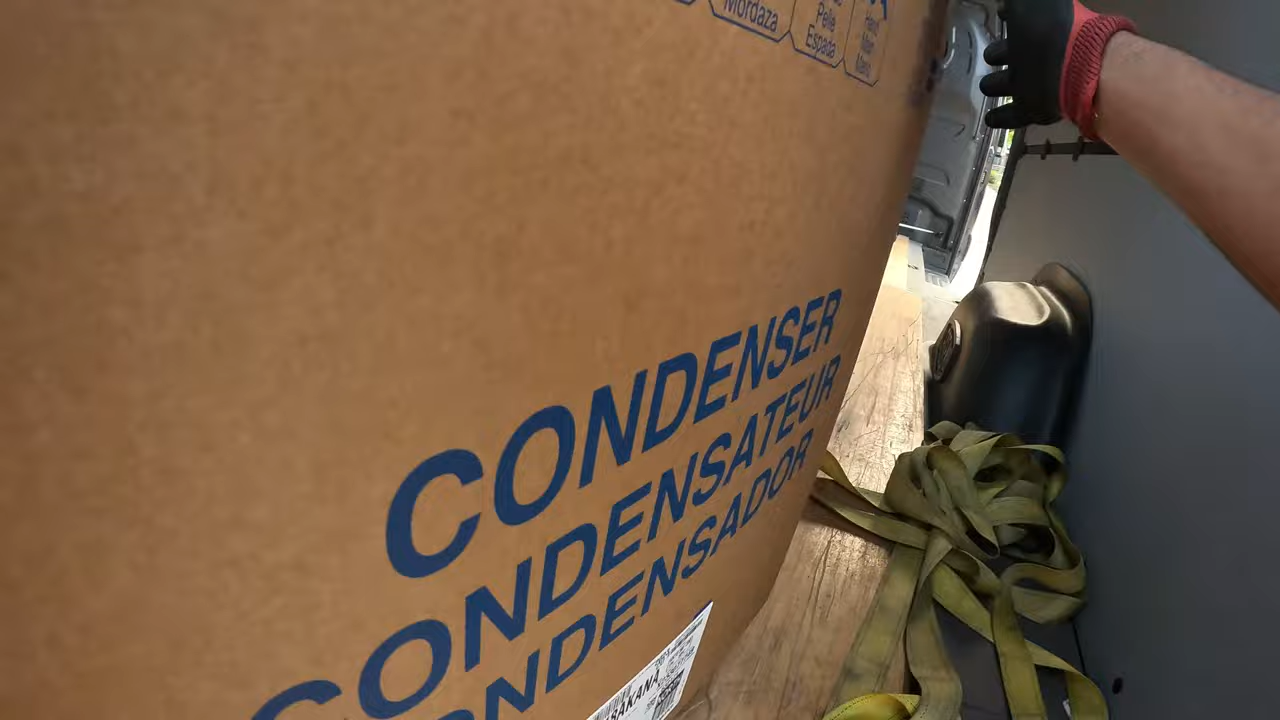 Mordaza
Pelle
Espada
CONDENSER
CONDENSATEUR
CONDENSADOR